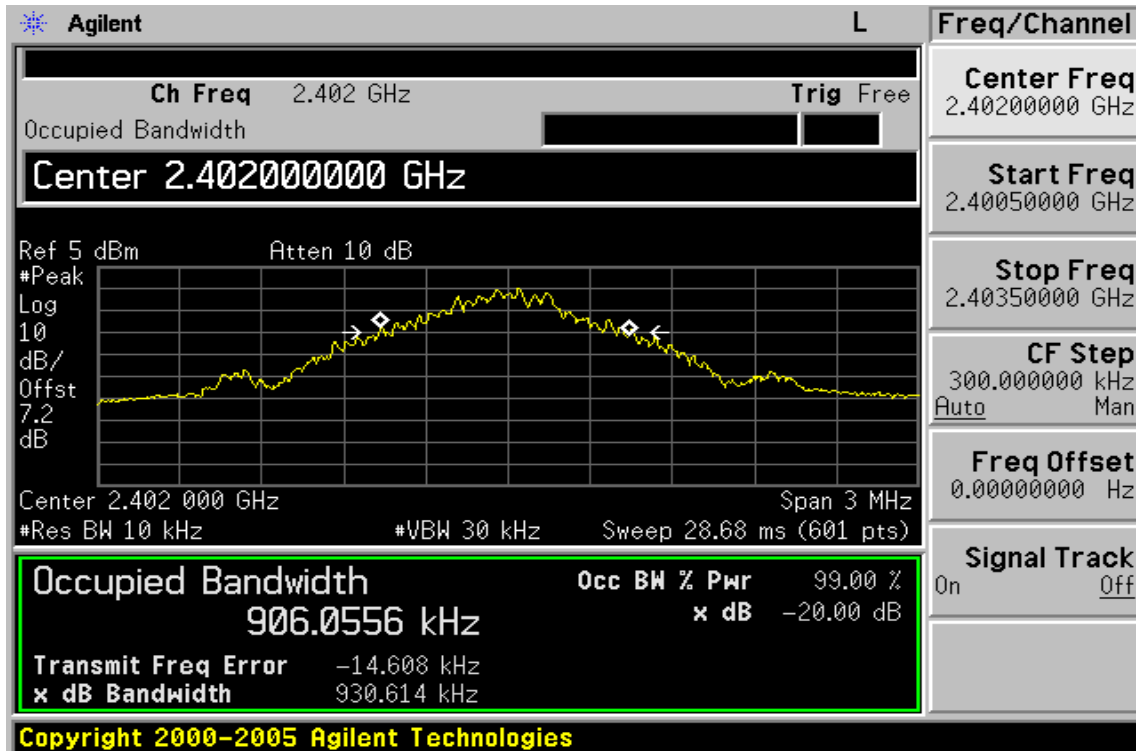 Agilent L Freq/Channel
Ch Freq 2.402 GHz Trig Free
Occupied Bandwidth
Center 2.402000000 GHz
Ref 5 dBm Atten 10 dB
#Peak
Log
10
dB/
Offst
7.2
dB
Center 2.402 000 GHz Span 3 MHz
#Res BW 10 kHz #VBW 30 kHz Sweep 28.68 ms (601 pts)
Occupied Bandwidth Occ BW % Pwr 99.00 %
906.0556 kHz x dB -20.00 dB
Transmit Freq Error -14.608 kHz
x dB Bandwidth 930.614 kHz
Center Freq
2.40200000 GHz
Start Freq
2.40050000 GHz
Stop Freq
2.40350000 GHz
CF Step
300.000000 kHz
Auto Man
Freq Offset
0.00000000 Hz
Signal Track
On Off
Copyright 2000-2005 Agilent Technologies